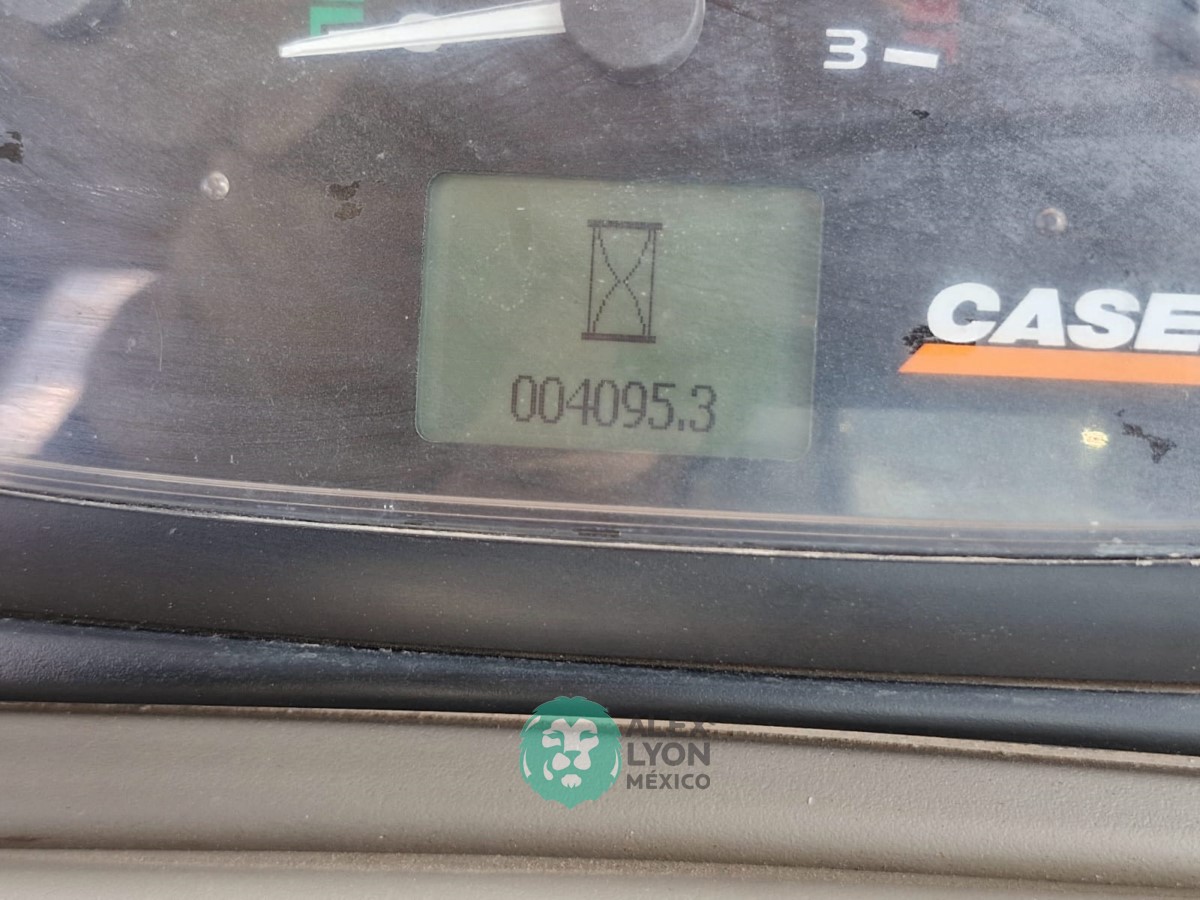 3
004095.3
CASE
ALEX
LYON
MÉXICO